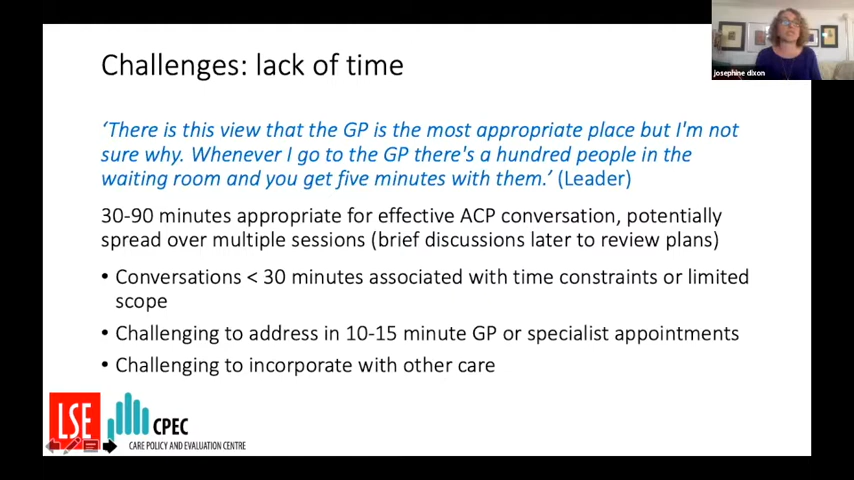 josephine dixon
Challenges: lack of time
‘There is this view that the GP is the most appropriate place but I'm not
sure why. Whenever I go to the GP there's a hundred people in the
waiting room and you get five minutes with them.’ (Leader)
30-90 minutes appropriate for effective ACP conversation, potentially
spread over multiple sessions (brief discussions later to review plans)
• Conversations < 30 minutes associated with time constraints or limited
scope
• Challenging to address in 10-15 minute GP or specialist appointments
• Challenging to incorporate with other care
LSE
CPEC
CARE POLICY AND EVALUATION CENTRE